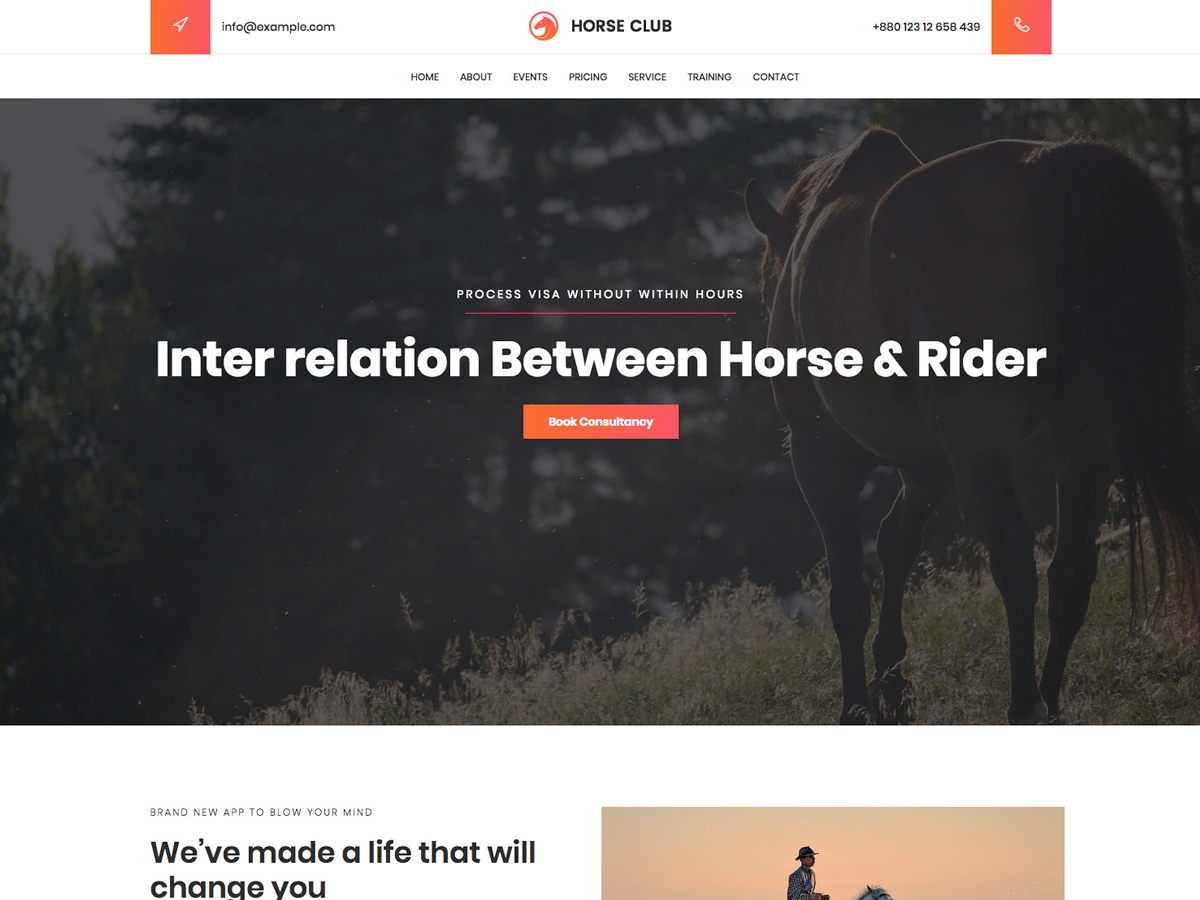 info@example.com
HORSE CLUB
+880 123 12 658 439
HOME ABOUT EVENTS PRICING SERVICE TRAINING CONTACT
PROCESS VISA WITHOUT WITHIN HOURS
Inter relation Between Horse & Rider
Book Consultancy
BRAND NEW APP TO BLOW YOUR MIND
We’ve made a life that will
change you